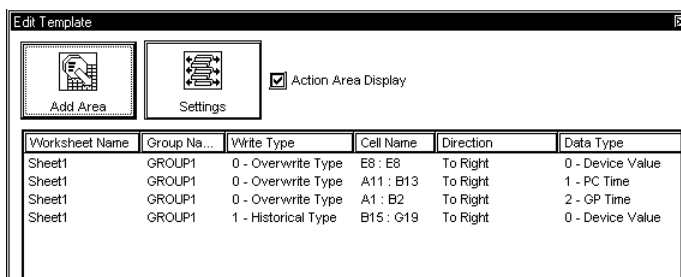 Edit Template
Add Area
Settings
Action Area Display
Worksheet Name Group Na... Write Type Cell Name Direction Data Type
Sheet1 GROUP1 0 - Overwrite Type E8 : E8 To Right 0 - Device Value
Sheet1 GROUP1 0 - Overwrite Type A11 : B13 To Right 1 - PC Time
Sheet1 GROUP1 0 - Overwrite Type A1 : B2 To Right 2 - GP Time
Sheet1 GROUP1 1 - Historical Type B15 : G19 To Right 0 - Device Value